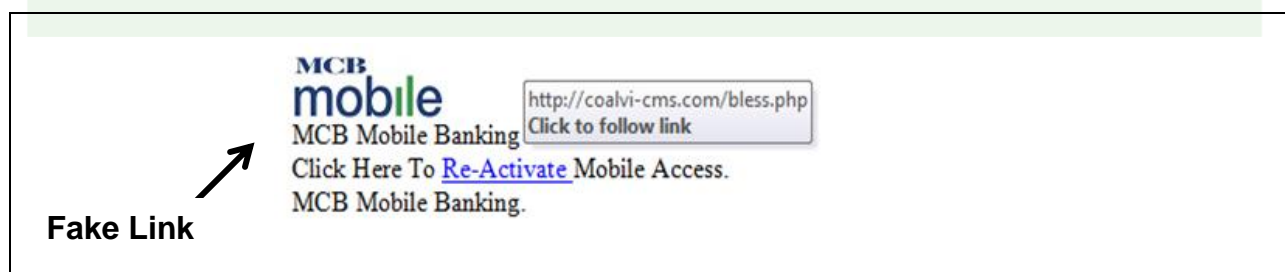 MCB
mobile
http://coalvi-cms.com/bless.php
MCB Mobile Banking
Click to follow link
Click Here To Re-Activate Mobile Access.
MCB Mobile Banking.
Fake Link